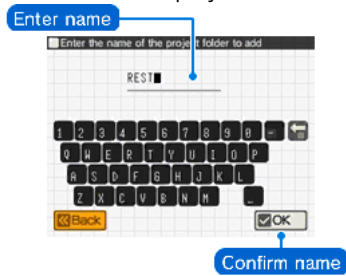 Enter name
Enter the name of the project folder to add
REST
1 2 3 4 5 6 7 8 9 0 -
Q W E R T Y U I O P
A S D F G H J K L
Z X C V B N M _
Back
OK
Confirm name